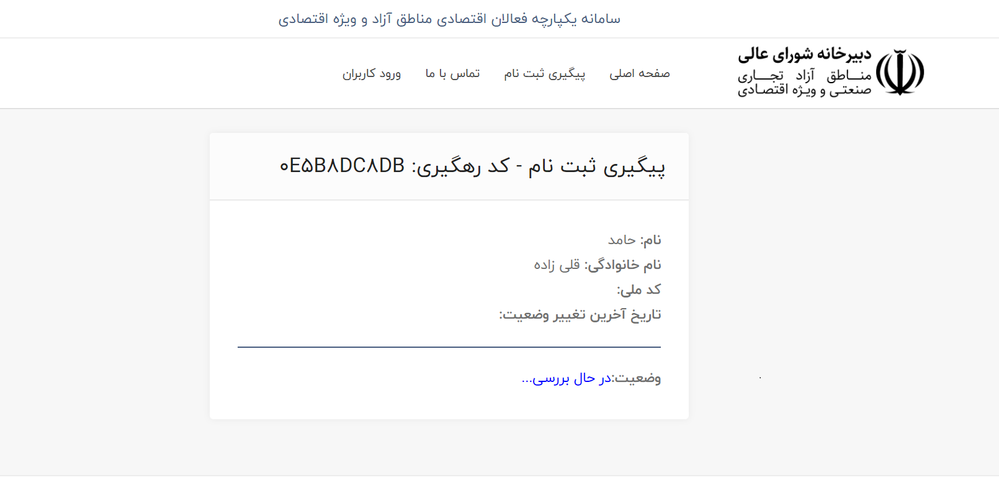 سامانه یکپارچه فعالان اقتصادی مناطق آزاد و ویژه اقتصادی
دبیرخانه شورای عالی
مناطق آزاد تجاری
صنعتی و ویژه اقتصادی
صفحه اصلی پیگیری ثبت نام تماس با ما ورود کاربران
پیگیری ثبت نام - کد رهگیری: ۰E۵B۸DC۸DB
نام: حامد
نام خانوادگی: قلی زاده
کد ملی:
تاریخ آخرین تغییر وضعیت:
وضعیت:در حال بررسی...